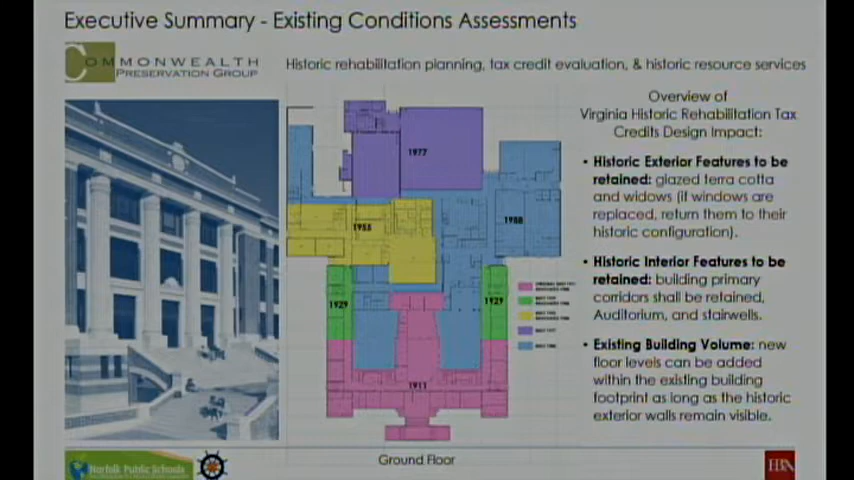 Executive Summary - Existing Conditions Assessments
COMMONWEALTH
PRESERVATION GROUP
Historic rehabilitation planning, tax credit evaluation, & historic resource services
Overview of
Virginia Historic Rehabilitation Tax
Credits Design Impact:
• Historic Exterior Features to be
retained: glazed terra cotta
and widows (if windows are
replaced, return them to their
historic configuration).
• Historic Interior Features to be
retained: building primary
corridors shall be retained,
Auditorium, and stairwells.
• Existing Building Volume: new
floor levels can be added
within the existing building
footprint as long as the historic
exterior walls remain visible.
1977
1955
1988
1929
1929
1911
Ground Floor
Norfolk Public Schools